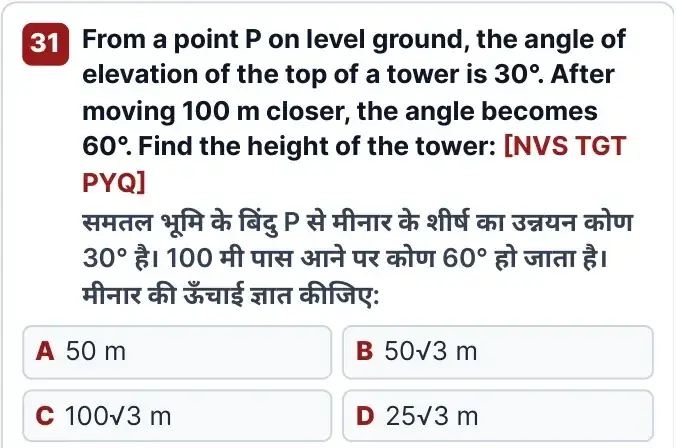 31 From a point P on level ground, the angle of
elevation of the top of a tower is 30°. After
moving 100 m closer, the angle becomes
60°. Find the height of the tower: [NVS TGT
PYQ]
समतल भूमि के बिंदु P से मीनार के शीर्ष का उन्नयन कोण
30° है। 100 मी पास आने पर कोण 60° हो जाता है।
मीनार की ऊँचाई ज्ञात कीजिए:
A 50 m
B 50√3 m
C 100√3 m
D 25√3 m